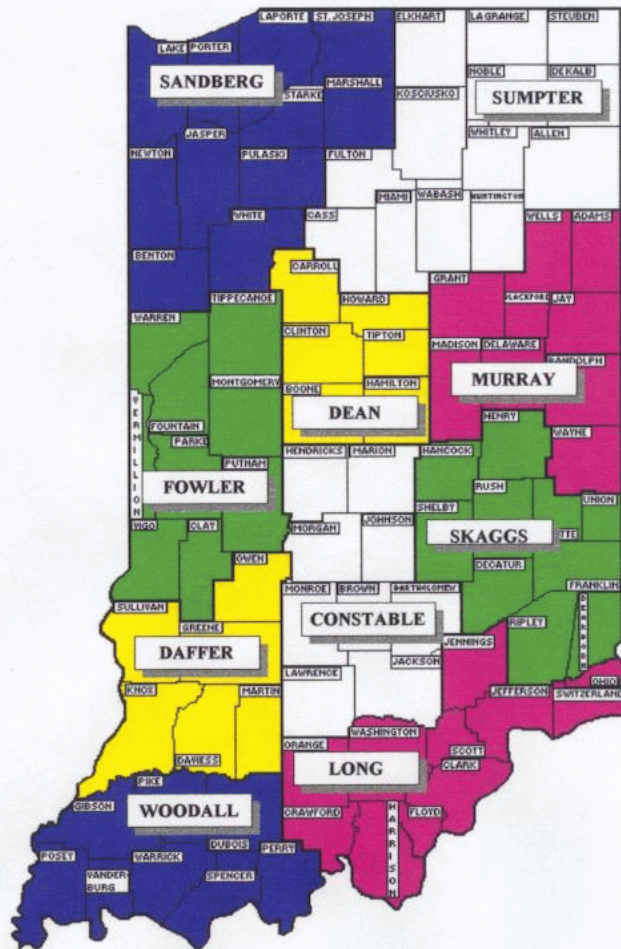 LAPORTE ST.JOSEPH ELKHART LAGRANGE STEUBEN
LAKE PORTER
SANDBERG
NOBLE DEKALB
STARKE MARSHALL KOSCIUSKO
SUMPTER
JASPER WHITLEY ALLEN
NEWTON PULASKI FULTON
MIAMI WABASH HUNTINGTON
WHITE CASS WELLS ADAMS
BENTON CARROLL GRANT
TIPPECANOE HOWARD BLACKFORD JAY
WARREN
CLINTON TIPTON MADISON DELAWARE
RANDOLPH
MURRAY
MONTGOMERY BOONE HAMILTON
DEAN
VERMILLION
FOUNTAIN HENRY
PARKE WAYNE
HENDRICKS MARION HANCOCK
PUTNAM
FOWLER
RUSH UNION
SHELBY
VIGO CLAY MORGAN JOHNSON
SKAGGS
TTE
OWEN DECATUR
MONROE BROWN BARTHOLOMEW FRANKLIN
SULLIVAN
CONSTABLE
RIPLEY DEARBORN
GREENE
DAFFER
JENNINGS
JACKSON
LAWRENCE OHIO
KNOX MARTIN JEFFERSON SWITZERLAND
WASHINGTON
ORANGE SCOTT
DAVIESS
LONG
CLARK
PIKE
GIBSON
WOODALL
CRAWFORD HARRISON FLOYD
DUBOIS PERRY
POSEY WARRICK
VANDER-
BURG SPENCER